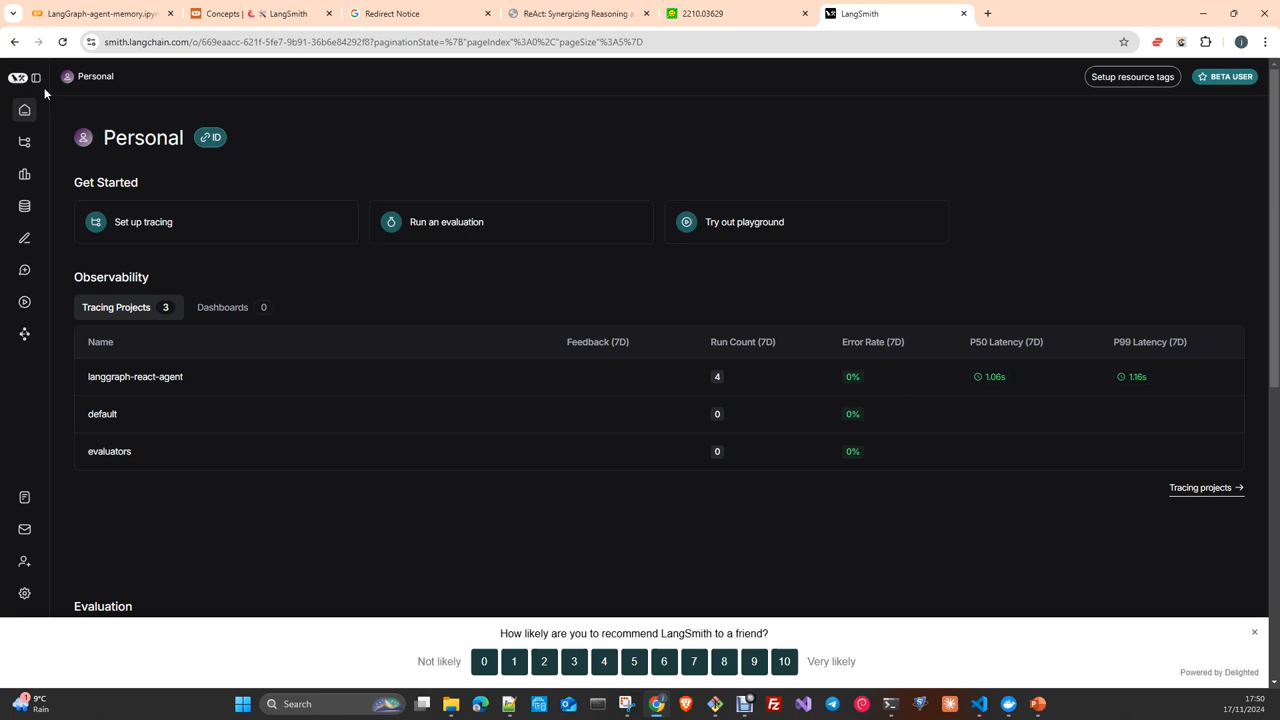 LangGraph-agent-memory.ipyn
Concepts | LangSmith
Redirect Notice
ReAct: Synergizing Reasoning a
2210.03629
LangSmith
smith.langchain.com/o/669eaacc-621f-5fe7-9b91-36b6e84292f8?paginationState=%7B"pageIndex"%3A0%2C"pageSize"%3A5%7D
i
Personal
Setup resource tags
BETA USER
Personal
ID
Get Started
Set up tracing
Run an evaluation
Try out playground
Observability
Tracing Projects 3
Dashboards 0
Name Feedback (7D) Run Count (7D) Error Rate (7D) P50 Latency (7D) P99 Latency (7D)
langgraph-react-agent 4 0% 1.06s 1.16s
default 0 0%
evaluators 0 0%
Tracing projects →
Evaluation
How likely are you to recommend LangSmith to a friend?
Not likely 0 1 2 3 4 5 6 7 8 9 10 Very likely
Powered by Delighted
1
9°C
Rain
Search
17:50
17/11/2024